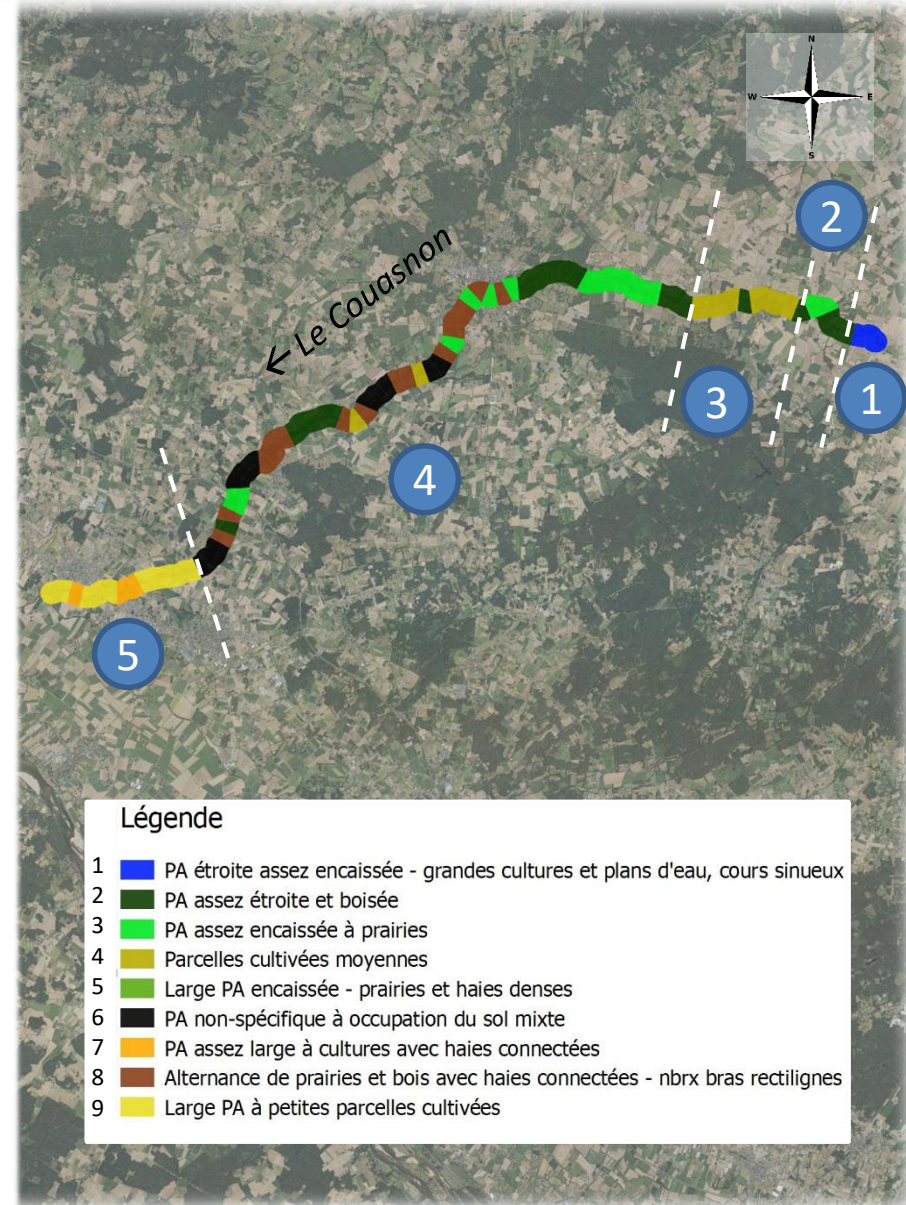 N
W E
S
2
← Le Couasnon
1
3
4
5
Légende
1 PA étroite assez encaissée - grandes cultures et plans d'eau, cours sinueux
2 PA assez étroite et boisée
3 PA assez encaissée à prairies
4 Parcelles cultivées moyennes
5 Large PA encaissée - prairies et haies denses
6 PA non-spécifique à occupation du sol mixte
7 PA assez large à cultures avec haies connectées
8 Alternance de prairies et bois avec haies connectées - nbrx bras rectilignes
9 Large PA à petites parcelles cultivées